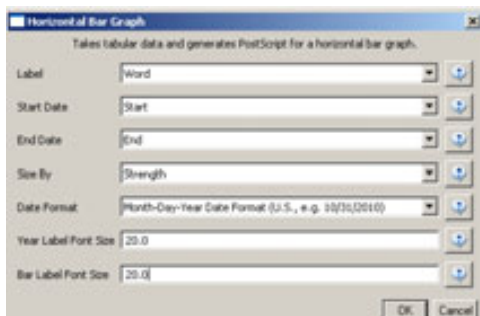 Horizontal Bar Graph
Takes tabular data and generates PostScript for a horizontal bar graph.
Label Word
Start Date Start
End Date End
Size By Strength
Date Format Month-Day-Year Date Format (U.S., e.g. 10/31/2010)
Year Label Font Size 20.0
Bar Label Font Size 20.0
OK Cancel